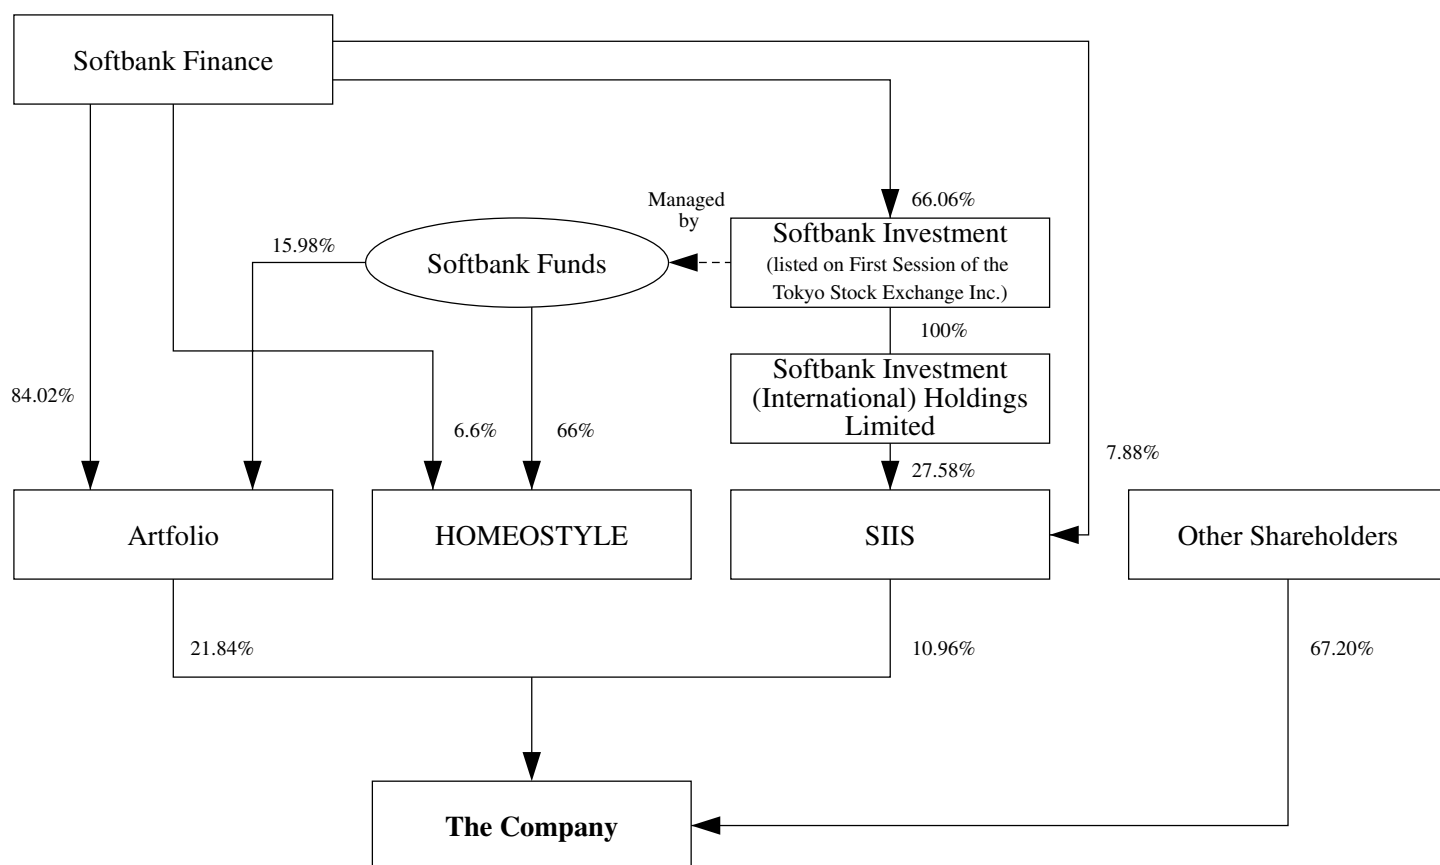 Softbank Finance
66.06%
Managed
by
Softbank Investment
(listed on First Session of the
Tokyo Stock Exchange Inc.)
15.98%
Softbank Funds
100%
Softbank Investment
(International) Holdings
Limited
84.02%
6.6%
66%
27.58%
7.88%
Artfolio
HOMEOSTYLE
SIIS
Other Shareholders
21.84%
10.96%
67.20%
The Company